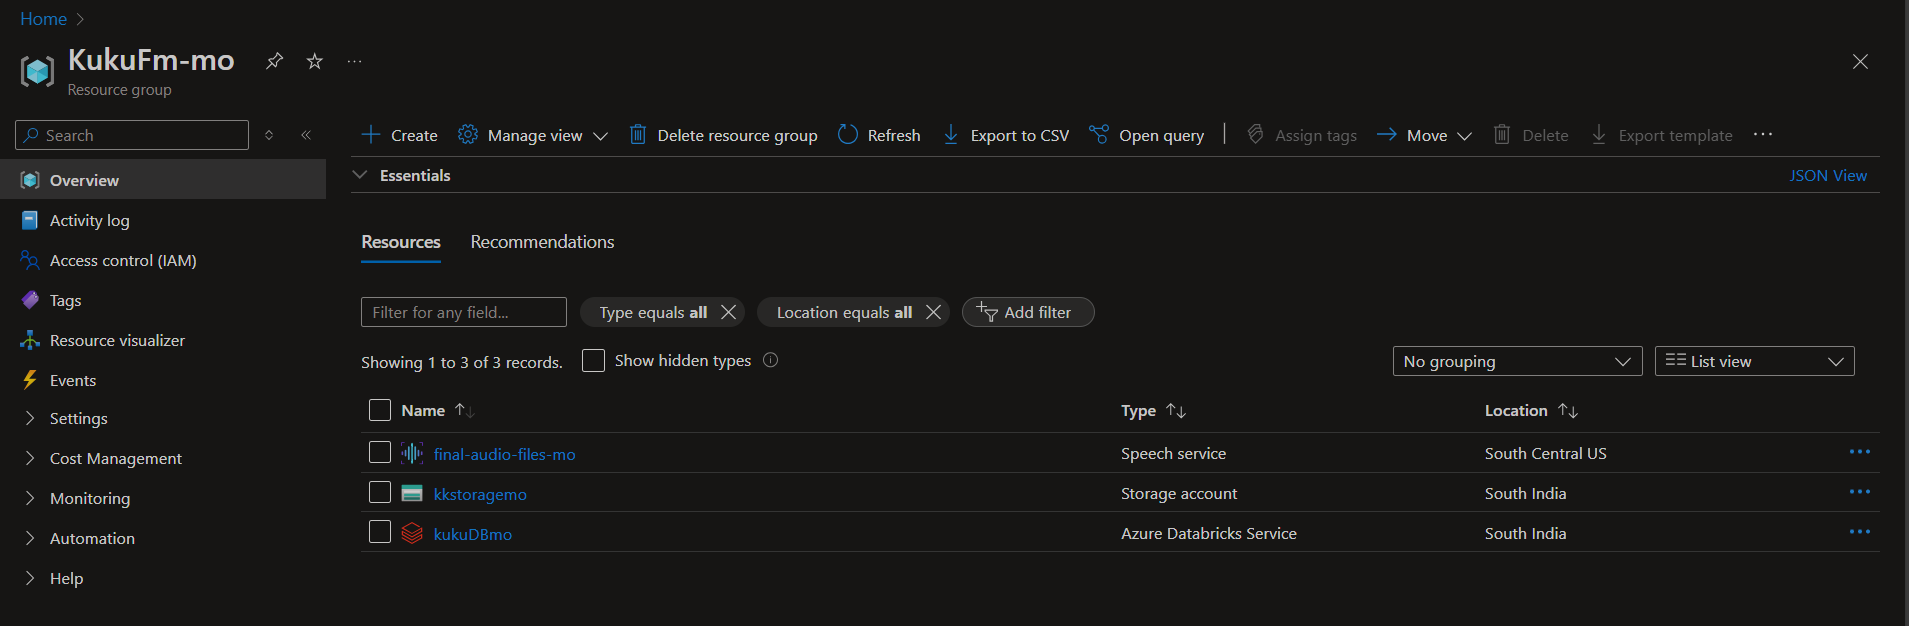 Home
KukuFm-mo
Resource group
Search
Overview
Activity log
Access control (IAM)
Tags
Resource visualizer
Events
Settings
Cost Management
Monitoring
Automation
Help
Create Manage view Delete resource group Refresh Export to CSV Open query Assign tags Move Delete Export template
Essentials JSON View
Resources Recommendations
Filter for any field... Type equals all Location equals all Add filter
Showing 1 to 3 of 3 records. Show hidden types No grouping List view
Name Type Location
final-audio-files-mo Speech service South Central US
kkstoragemo Storage account South India
kukuDBmo Azure Databricks Service South India